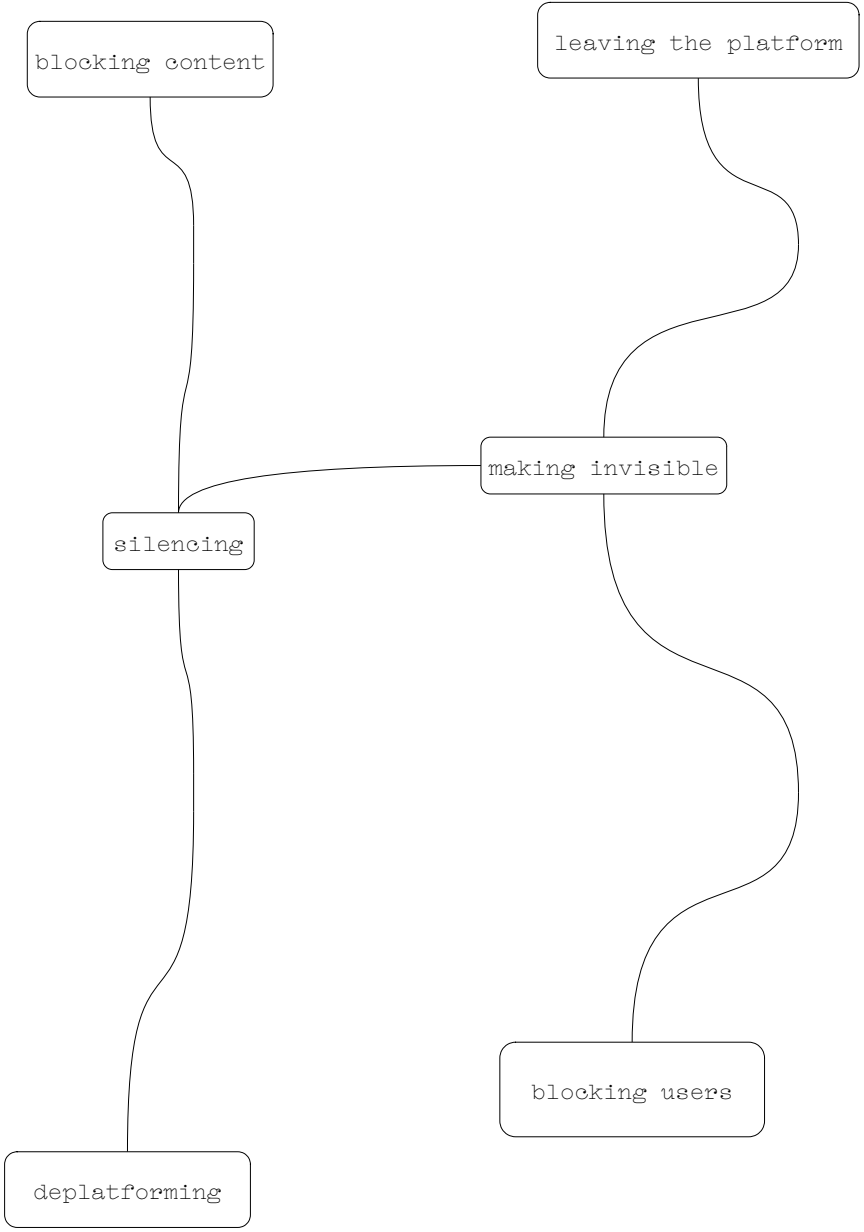 leaving the platform
blocking content
making invisible
silencing
blocking users
deplatforming